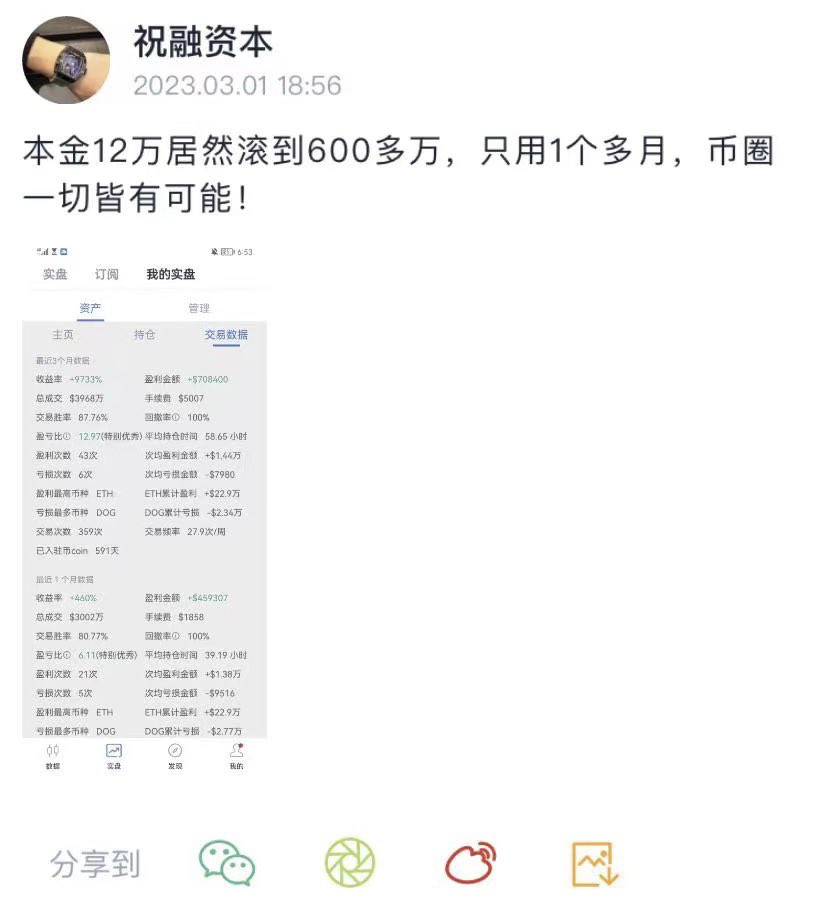 祝融资本
2023.03.01 18:56
本金12万居然滚到600多万，只用1个多月，币圈
一切皆有可能！
6:53
实盘 订阅 我的实盘
资产 管理
主页 持仓 交易数据
最近3个月数据
收益率 +9733% 盈利金额 +$708400
总成交 $3968万 手续费 $5007
交易胜率 87.76% 回撤率 100%
盈亏比 12.97(特别优秀) 平均持仓时间 58.65 小时
盈利次数 43次 次均盈利金额 +$1.44万
亏损次数 6次 次均亏损金额 -$7980
盈利最高币种 ETH ETH累计盈利 +$22.9万
亏损最多币种 DOG DOG累计亏损 -$2.34万
交易次数 359次 交易频率 27.9次/周
已入驻币coin 591天
最近1个月数据
收益率 +460% 盈利金额 +$459307
总成交 $3002万 手续费 $1858
交易胜率 80.77% 回撤率 100%
盈亏比 6.11(特别优秀) 平均持仓时间 39.19 小时
盈利次数 21次 次均盈利金额 +$1.38万
亏损次数 5次 次均亏损金额 -$9516
盈利最高币种 ETH ETH累计盈利 +$22.9万
亏损最多币种 DOG DOG累计亏损 -$2.77万
数据 实盘 发现 我的
分享到